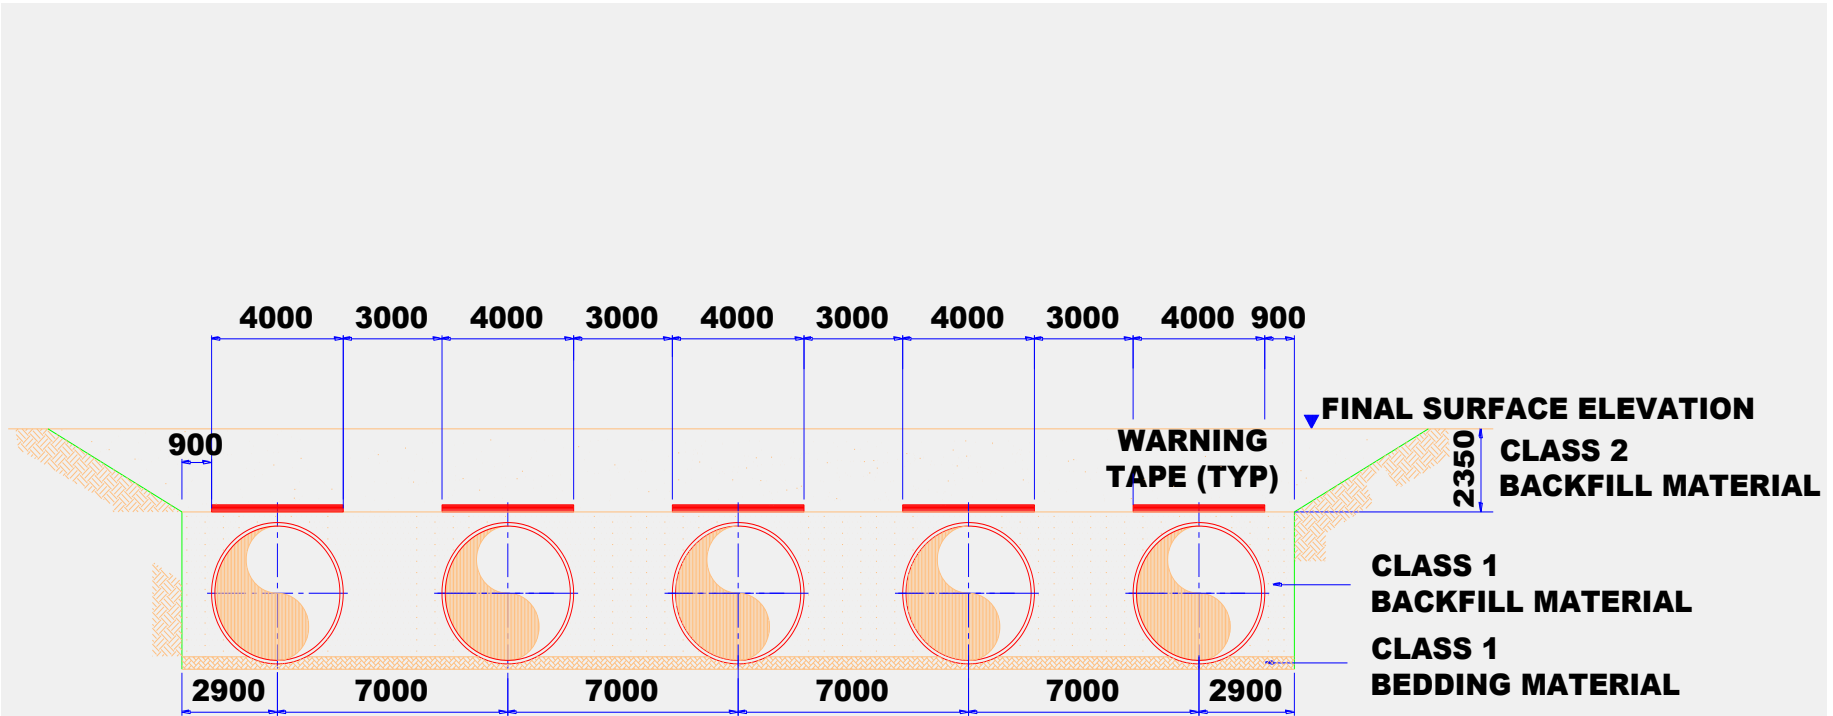 4000 3000 4000 3000 4000 3000 4000 3000 4000 900
FINAL SURFACE ELEVATION
900
WARNING
TAPE (TYP)
2350
CLASS 2
BACKFILL MATERIAL
CLASS 1
BACKFILL MATERIAL
CLASS 1
BEDDING MATERIAL
2900 7000 7000 7000 7000 2900